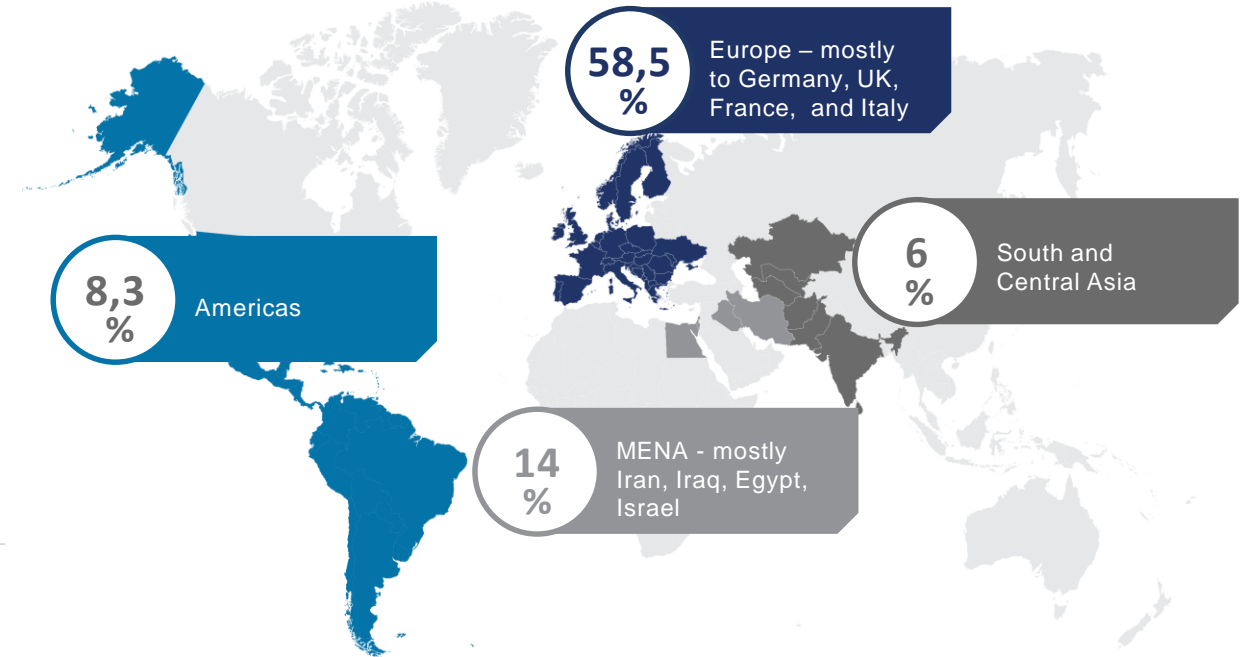 58,5
%
Europe – mostly
to Germany, UK,
France, and Italy
6
%
South and
Central Asia
8,3
%
Americas
14
%
MENA - mostly
Iran, Iraq, Egypt,
Israel